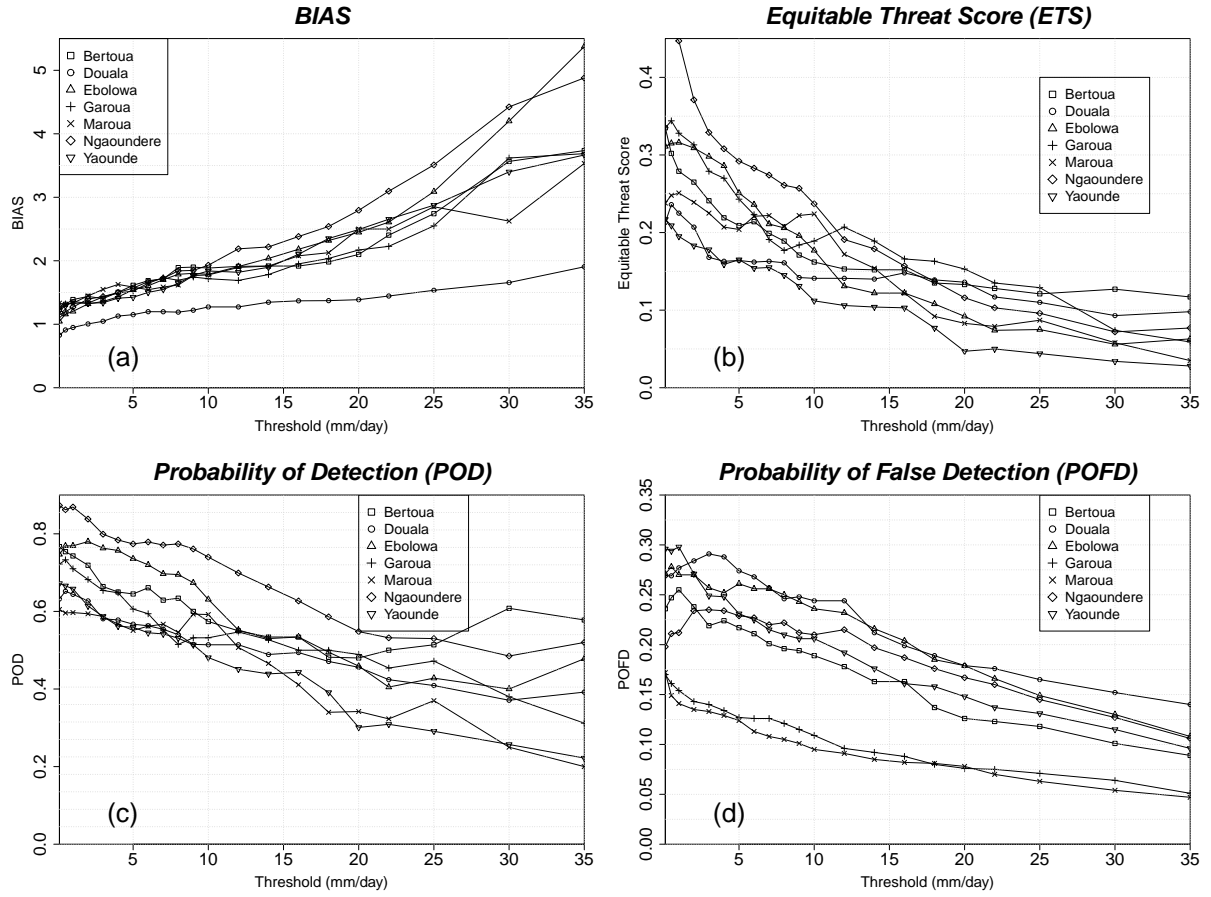 BIAS
BIAS
0
1
2
3
4
5
Bertoua
Douala
Ebolowa
Garoua
Maroua
Ngaoundere
Yaounde
(a)
5 10 15 20 25 30 35
Threshold (mm/day)
Equitable Threat Score (ETS)
Equitable Threat Score
0.0
0.1
0.2
0.3
0.4
Bertoua
Douala
Ebolowa
Garoua
Maroua
Ngaoundere
Yaounde
(b)
5 10 15 20 25 30 35
Threshold (mm/day)
Probability of Detection (POD)
POD
0.0
0.2
0.4
0.6
0.8
Bertoua
Douala
Ebolowa
Garoua
Maroua
Ngaoundere
Yaounde
(c)
5 10 15 20 25 30 35
Threshold (mm/day)
Probability of False Detection (POFD)
POFD
0.00
0.05
0.10
0.15
0.20
0.25
0.30
0.35
Bertoua
Douala
Ebolowa
Garoua
Maroua
Ngaoundere
Yaounde
(d)
5 10 15 20 25 30 35
Threshold (mm/day)